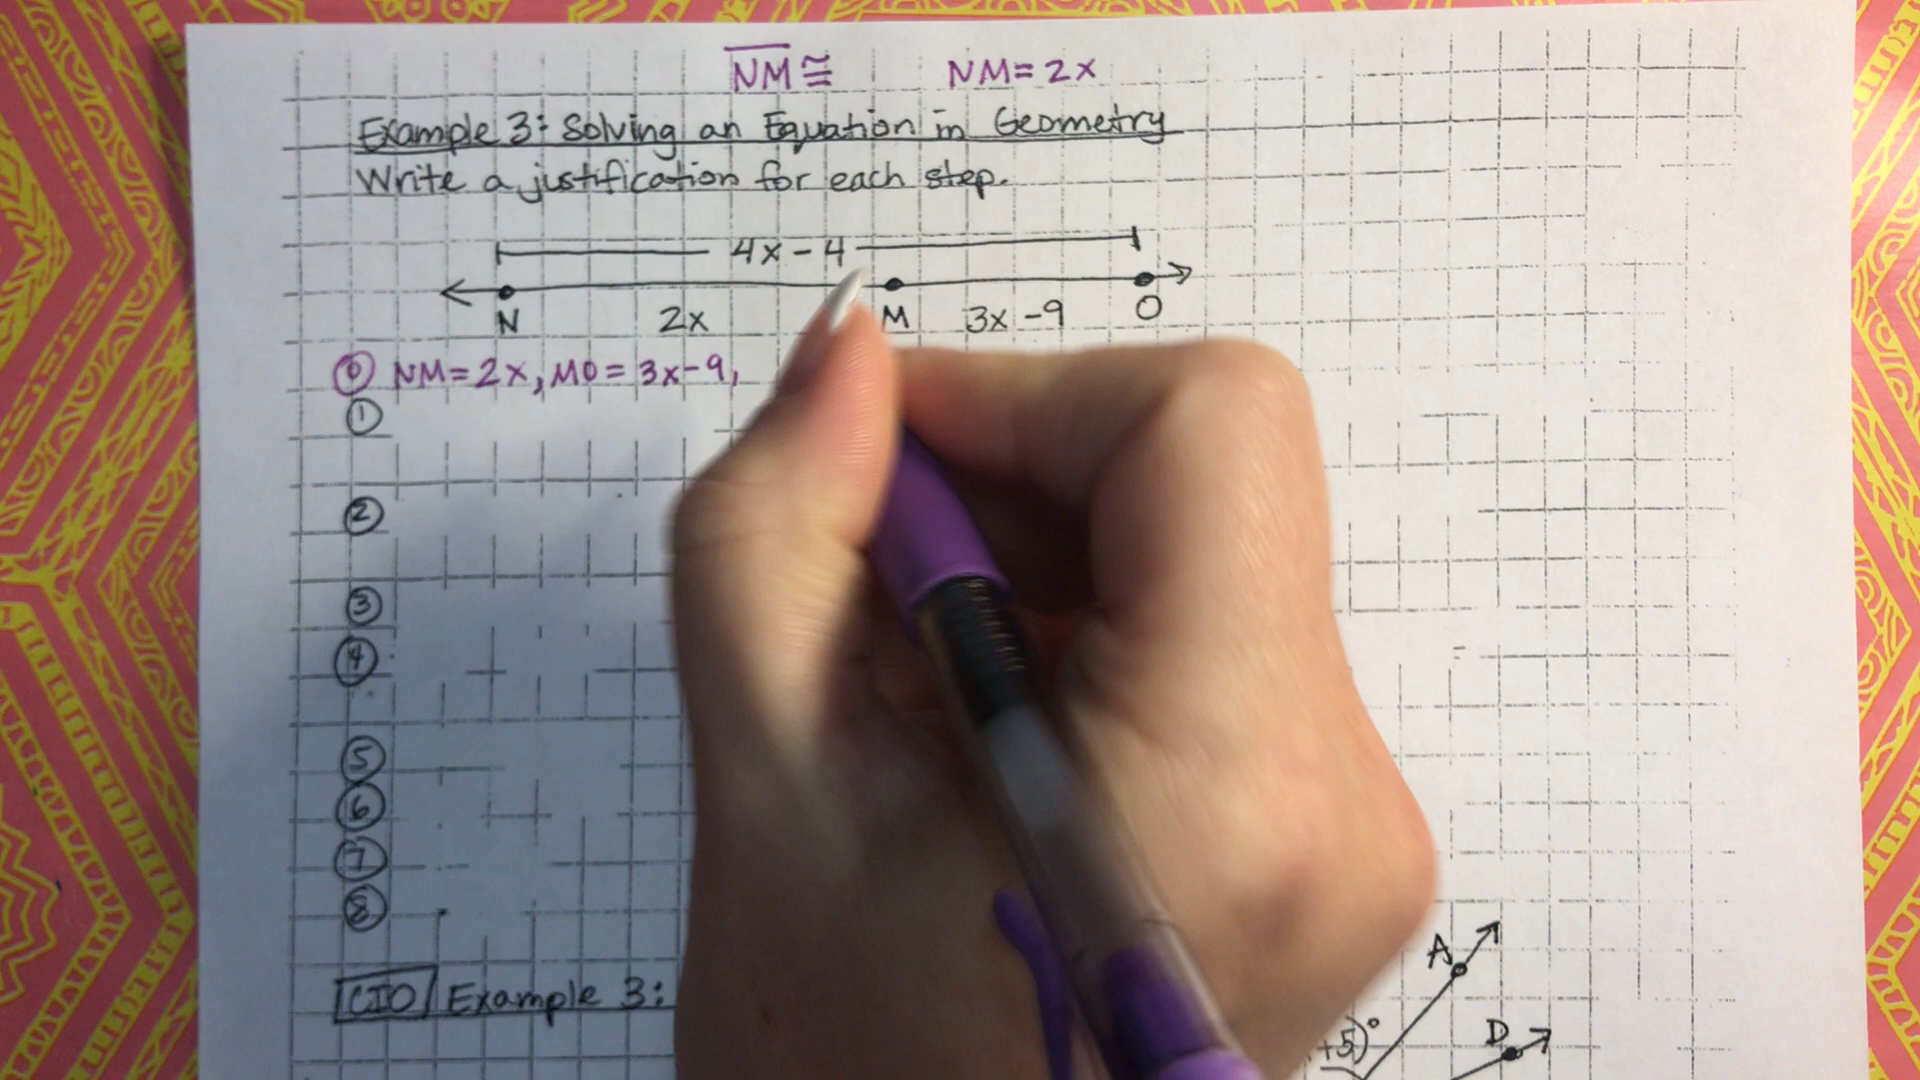 NM ≅ NM = 2x
Example 3: Solving an Equation in Geometry
Write a justification for each step.
4x - 4
N 2x M 3x - 9 O
⓪ NM = 2x, MO = 3x - 9,
①
②
③
④
⑤
⑥
⑦
⑧
A
CIO Example 3:
+5)° D